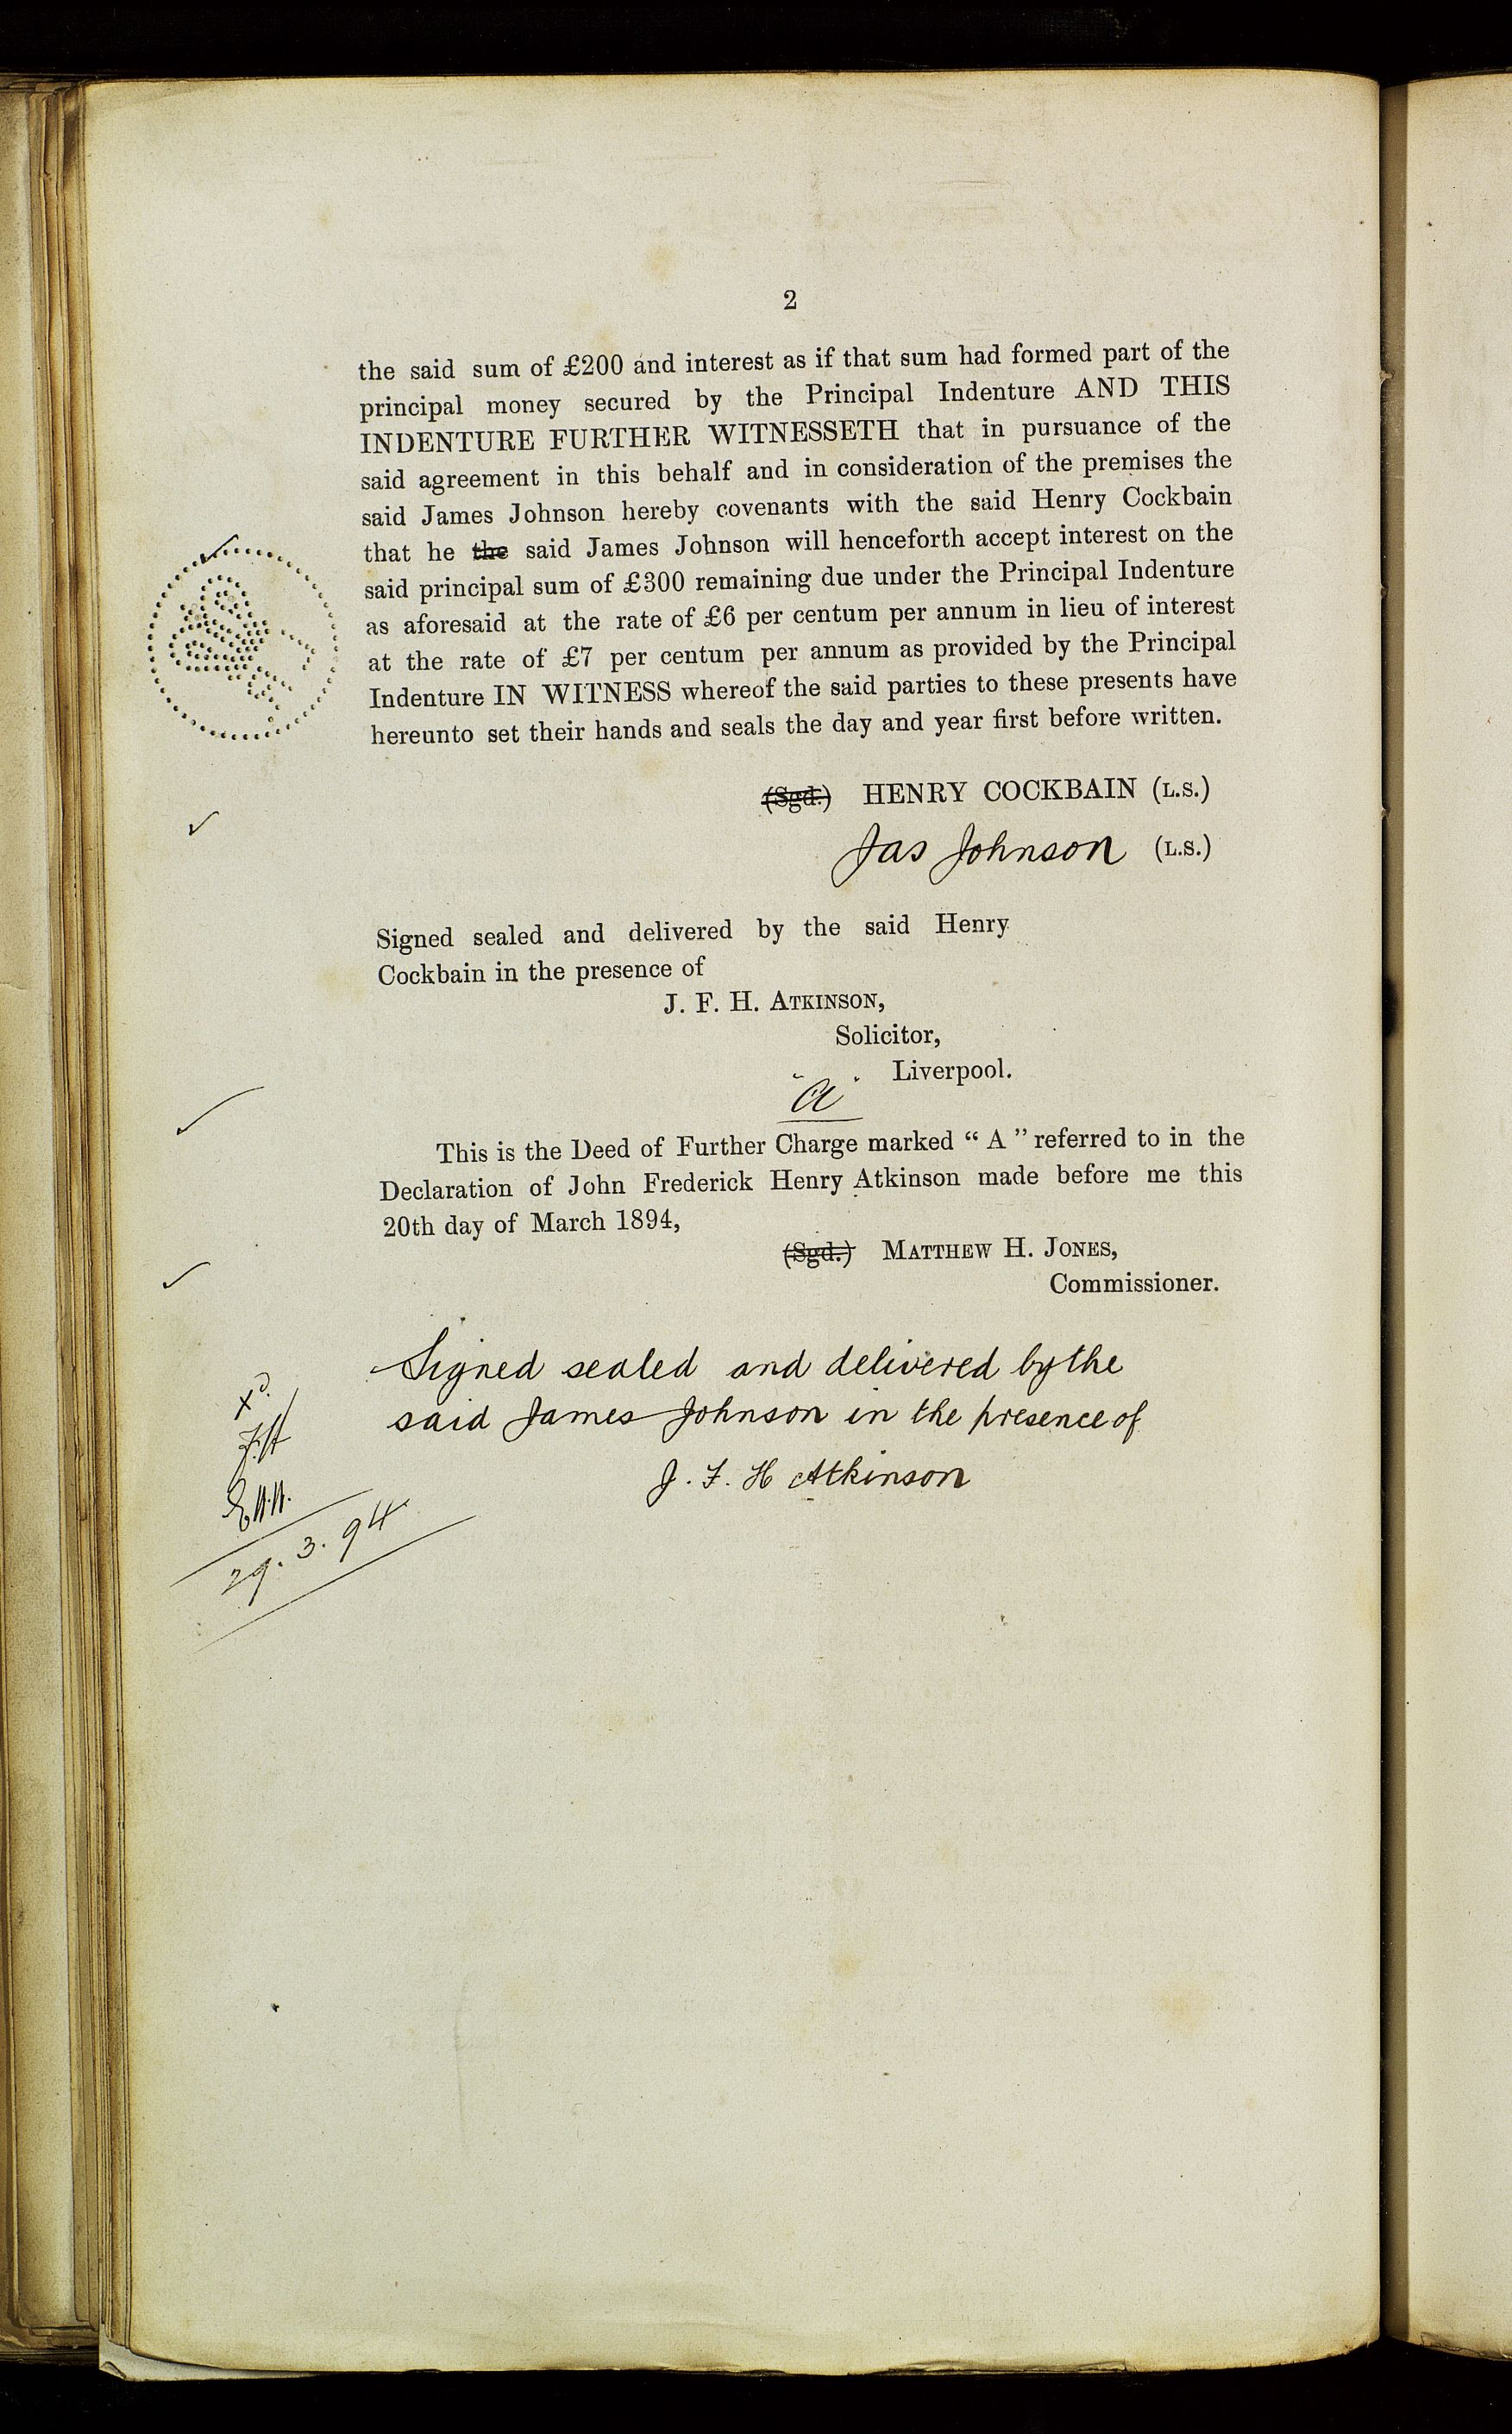 2
the said sum of £200 and interest as if that sum had formed part of the
principal money secured by the Principal Indenture AND THIS
INDENTURE FURTHER WITNESSETH that in pursuance of the
said agreement in this behalf and in consideration of the premises the
said James Johnson hereby covenants with the said Henry Cockbain
that he the said James Johnson will henceforth accept interest on the
said principal sum of £300 remaining due under the Principal Indenture
as aforesaid at the rate of £6 per centum per annum in lieu of interest
at the rate of £7 per centum per annum as provided by the Principal
Indenture IN WITNESS whereof the said parties to these presents have
hereunto set their hands and seals the day and year first before written.
(Sgd.) HENRY COCKBAIN (L.S.)
Jas Johnson (L.S.)
Signed sealed and delivered by the said Henry
Cockbain in the presence of
J. F. H. ATKINSON,
Solicitor,
Liverpool.
"a"
This is the Deed of Further Charge marked “ A ” referred to in the
Declaration of John Frederick Henry Atkinson made before me this
20th day of March 1894,
(Sgd.) MATTHEW H. JONES,
Commissioner.
Signed sealed and delivered by the
said James Johnson in the presence of
J. F. H Atkinson
29. 3. 94